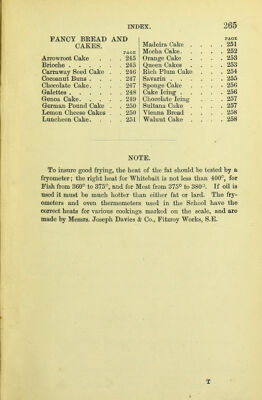 INDEX. 265
FANCY BREAD AND
CAKES.
PAGE
Arrowroot Cake . . . 245
Brioche . . . . . . 245
Carraway Seed Cake . 246
Cocoanut Buns . . . . 247
Chocolate Cake. . . . 247
Galettes . . . . . . 248
Genoa Cake. . . . . 249
German Pound Cake . 250
Lemon Cheese Cakes . 250
Luncheon Cake. . . . 251
PAGE
Madeira Cake . . . . 251
Mocha Cake. . . . . 252
Orange Cake . . . . 253
Queen Cakes . . . . 253
Rich Plum Cake . . 254
Savarin . . . . . . 255
Sponge Cake . . . . 256
Cake Icing . . . . . 256
Chocolate Icing . . . 257
Sultana Cake . . . . 257
Vienna Bread . . . . 258
Walnut Cake . . . . 258
NOTE.
To insure good frying, the heat of the fat should be tested by a
fryometer; the right heat for Whitebait is not less than 400°, for
Fish from 360° to 375°, and for Meat from 375° to 380°. If oil is
used it must be much hotter than either fat or lard. The fry-
ometers and oven thermometers used in the School have the
correct heats for various cookings marked on the scale, and are
made by Messrs. Joseph Davies & Co., Fitzroy Works, S.E.
T